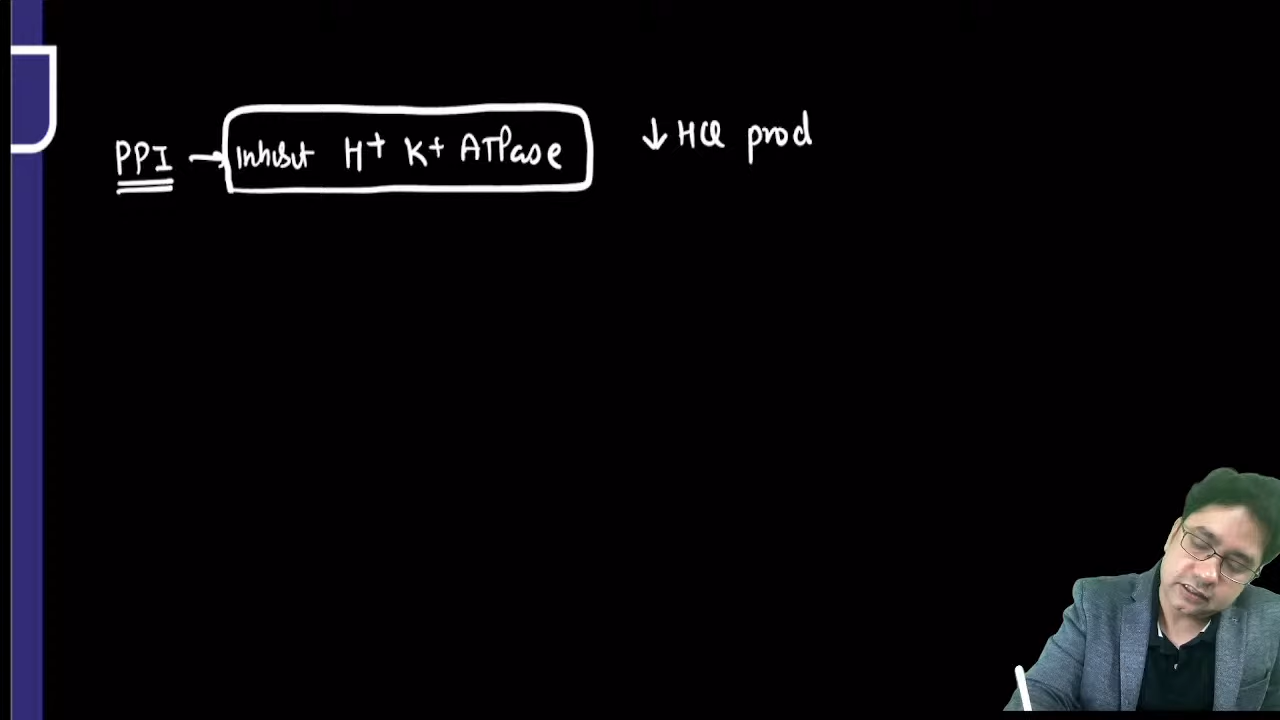 PPI → Inhibit H+ K+ ATPase ↓ HCl prod